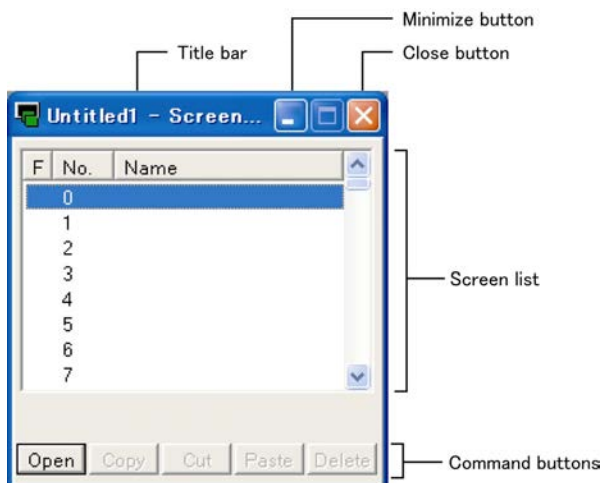 Minimize button
Title bar
Close button
Untitled1 - Screen...
F No. Name
0
1
2
3
4
5
6
7
Screen list
Open Copy Cut Paste Delete
Command buttons